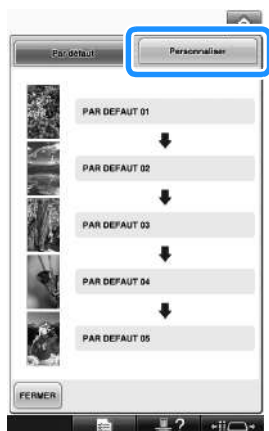 Par défaut
Personnaliser
PAR DEFAUT 01
PAR DEFAUT 02
PAR DEFAUT 03
PAR DEFAUT 04
PAR DEFAUT 05
FERMER
?